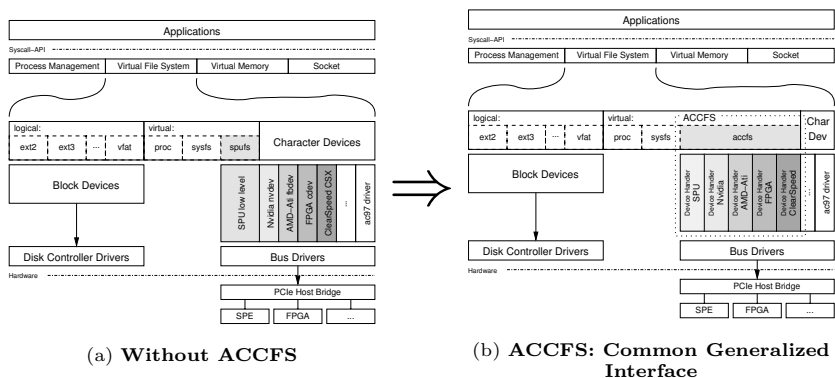 Applications
Syscall-API
Process Management Virtual File System Virtual Memory Socket
logical: virtual:
ext2 ext3 ... vfat proc sysfs spufs Character Devices
Block Devices
SPU low level
Nvidia nvdev
AMD-Ati fbdev
FPGA cdev
ClearSpeed CSX
...
ac97 driver
Disk Controller Drivers Bus Drivers
Hardware
PCIe Host Bridge
SPE FPGA ...
(a) Without ACCFS
Applications
Syscall-API
Process Management Virtual File System Virtual Memory Socket
logical: virtual: ACCFS Char
Dev
ext2 ext3 ... vfat proc sysfs accfs
Block Devices
Device Handler
SPU
Device Handler
Nvidia
Device Handler
AMD-Ati
Device Handler
FPGA
Device Handler
ClearSpeed
...
ac97 driver
Disk Controller Drivers Bus Drivers
Hardware
PCIe Host Bridge
SPE FPGA ...
(b) ACCFS: Common Generalized
Interface